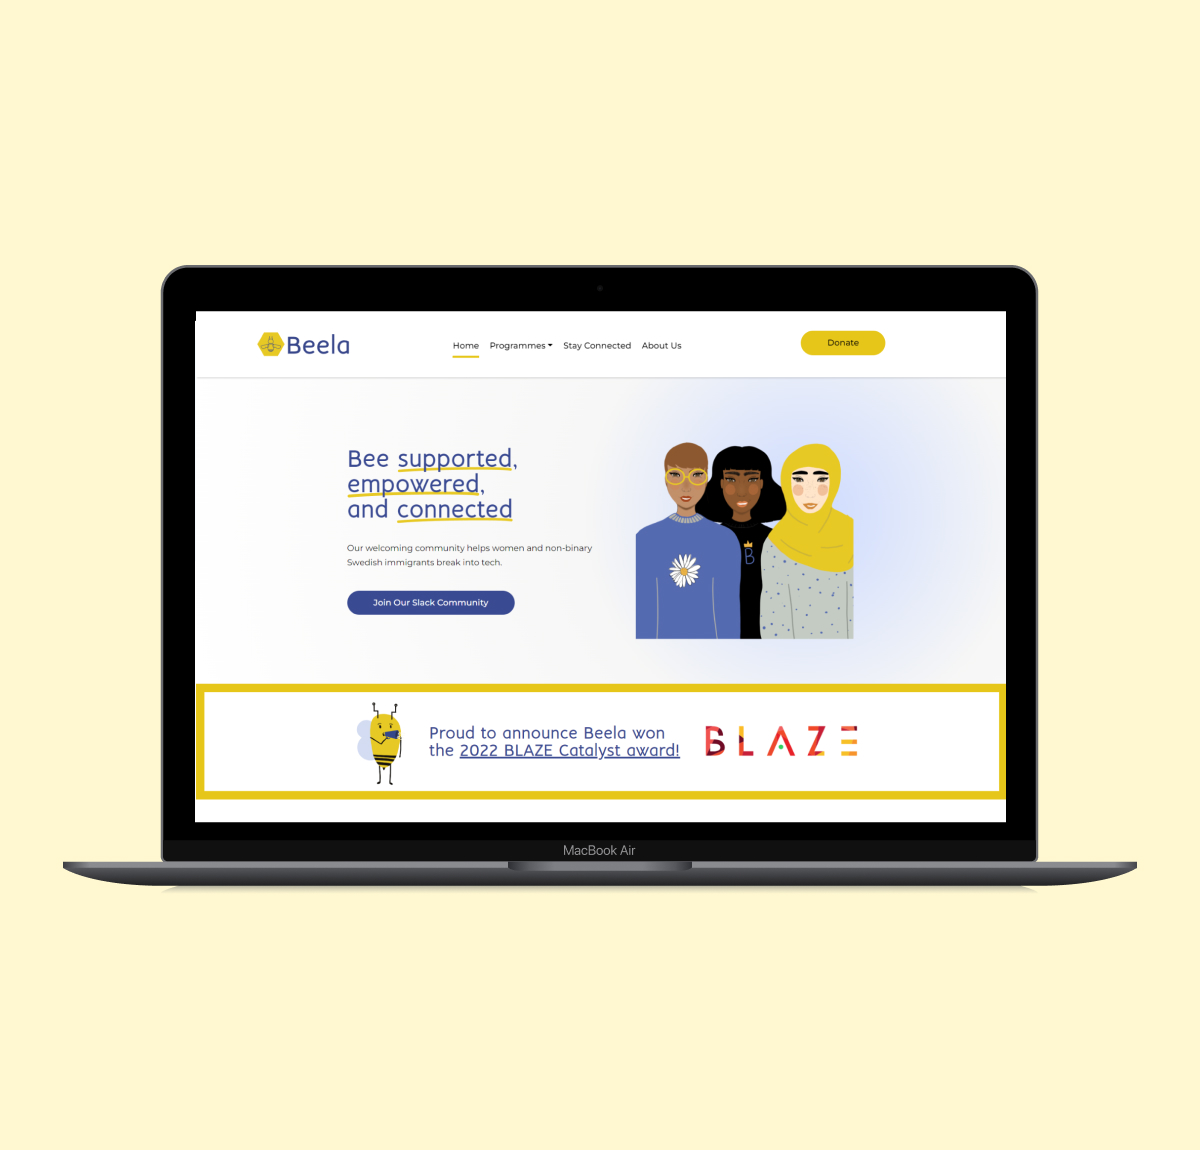 Beela
Home Programmes Stay Connected About Us
Donate
Bee supported,
empowered,
and connected
Our welcoming community helps women and non-binary
Swedish immigrants break into tech.
Join Our Slack Community
B
Proud to announce Beela won
the 2022 BLAZE Catalyst award!
BLAZE
MacBook Air